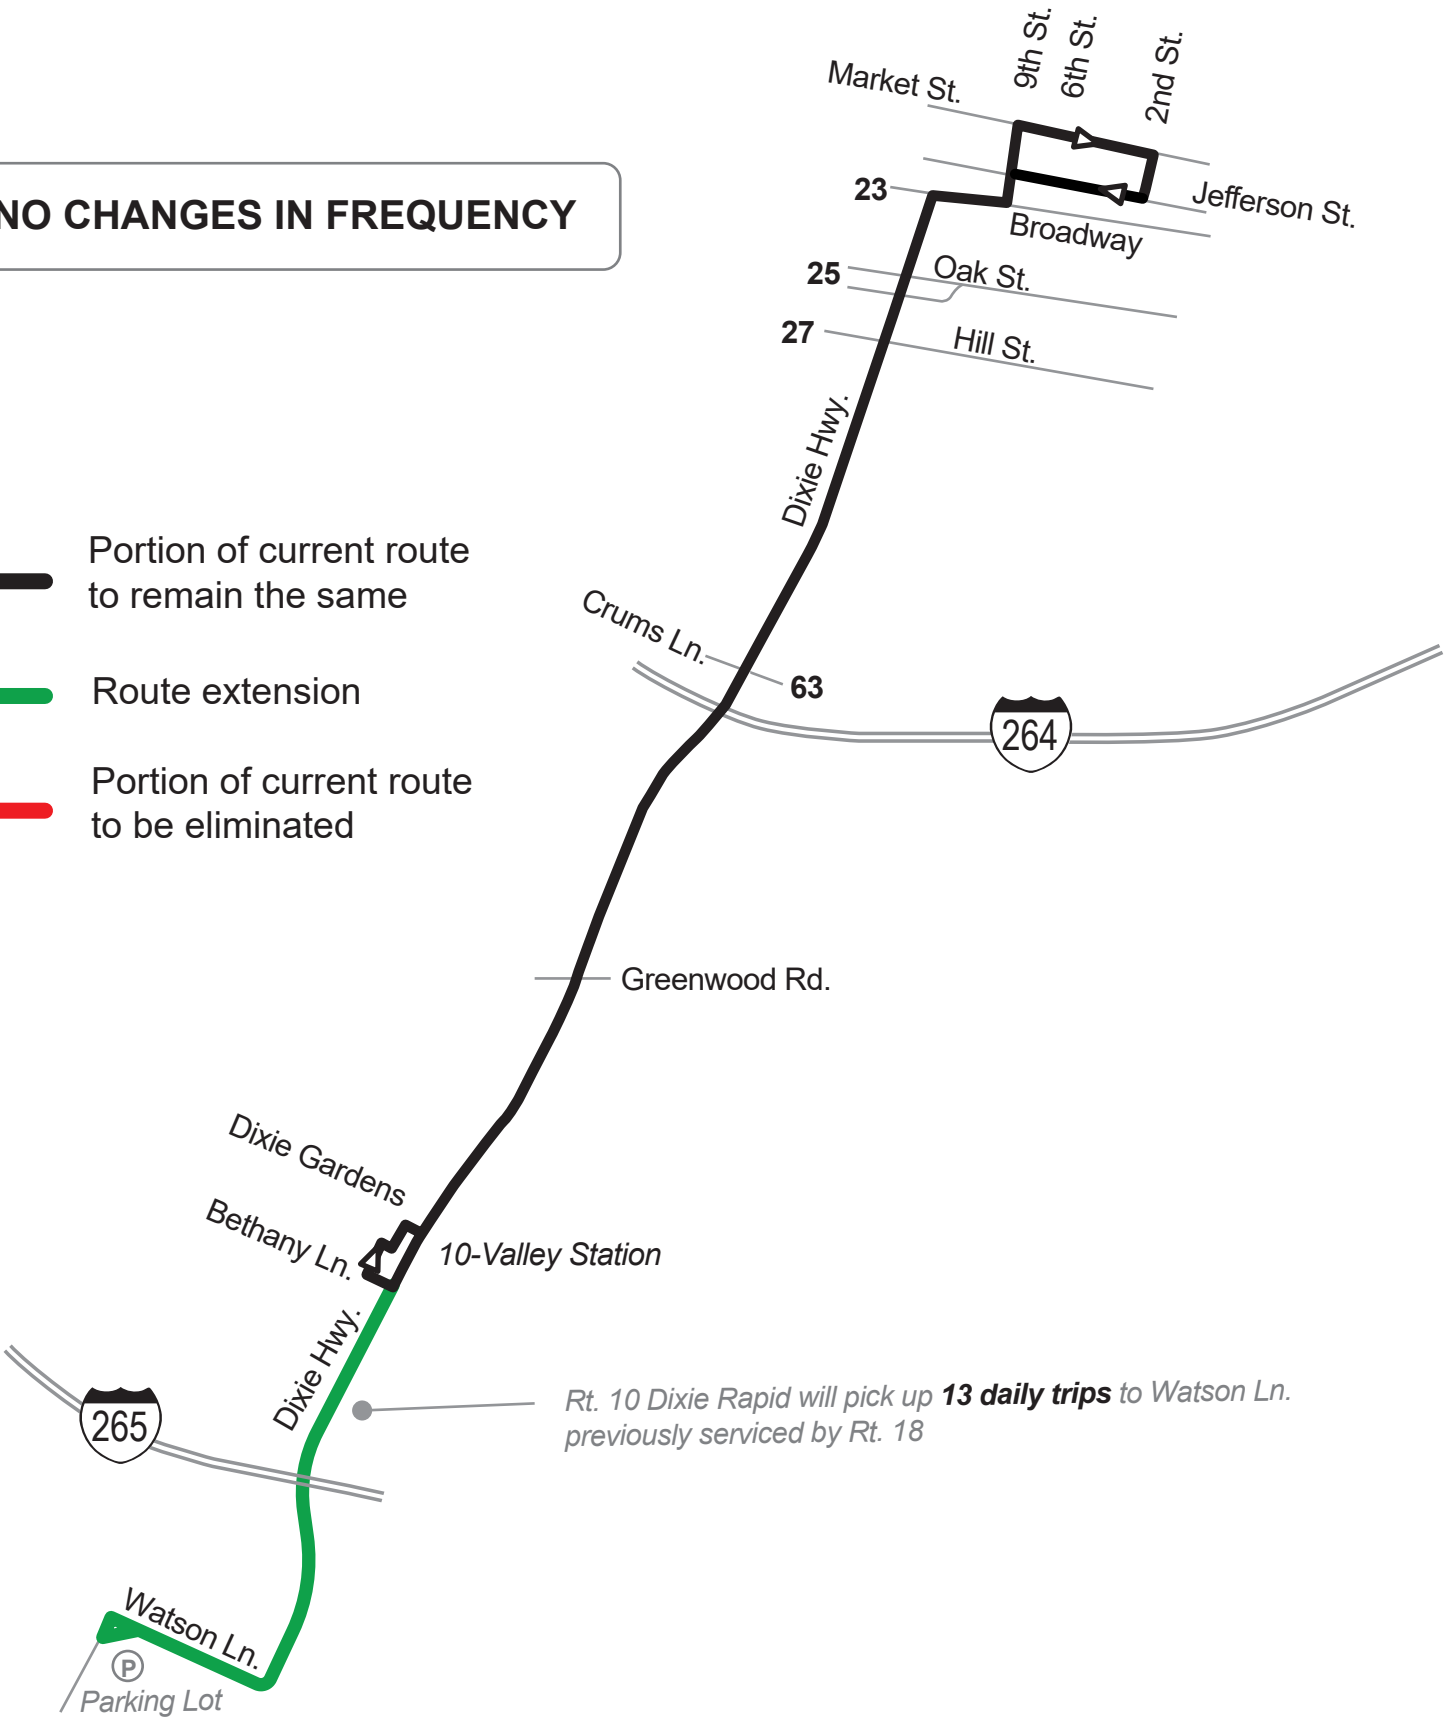 9th St.
6th St.
2nd St.
Market St.
NO CHANGES IN FREQUENCY
23
Jefferson St.
Broadway
25
Oak St.
27
Hill St.
Dixie Hwy.
Portion of current route
to remain the same
Crums Ln.
63
Route extension
264
Portion of current route
to be eliminated
Greenwood Rd.
Dixie Gardens
Bethany Ln.
10-Valley Station
Dixie Hwy.
265
Rt. 10 Dixie Rapid will pick up 13 daily trips to Watson Ln.
previously serviced by Rt. 18
Watson Ln.
P
Parking Lot